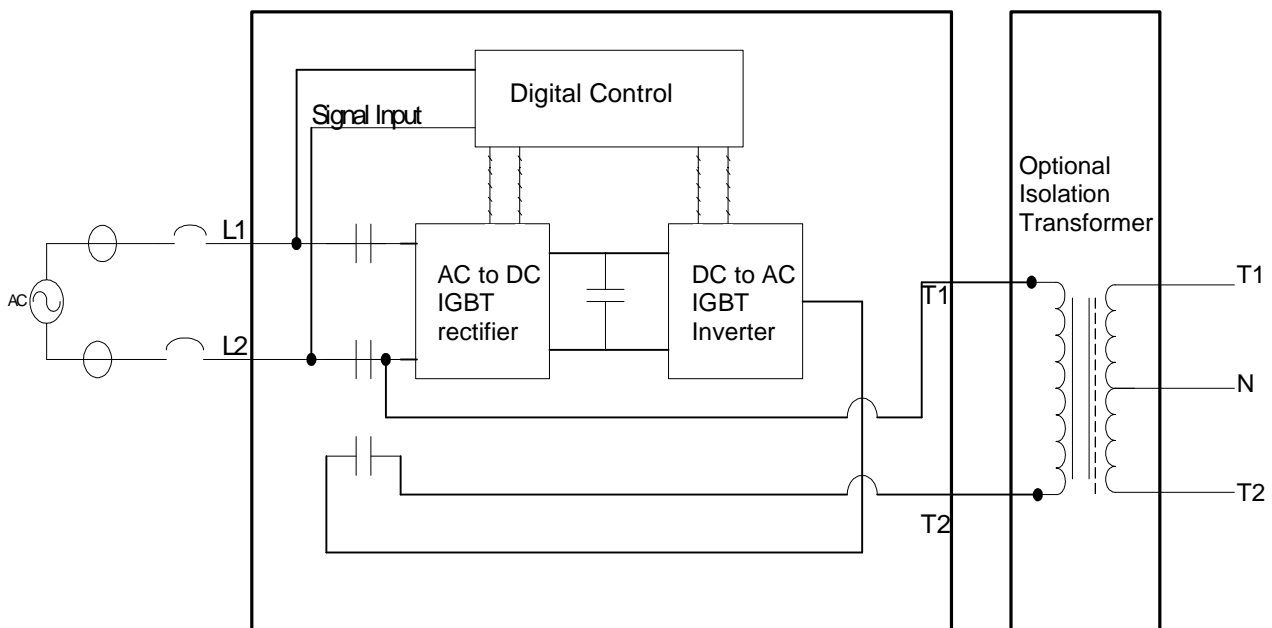 Digital Control
Signal Input
Optional
Isolation
Transformer
L1
AC to DC
IGBT
rectifier
DC to AC
IGBT
Inverter
T1
T1
AC
L2
N
T2
T2